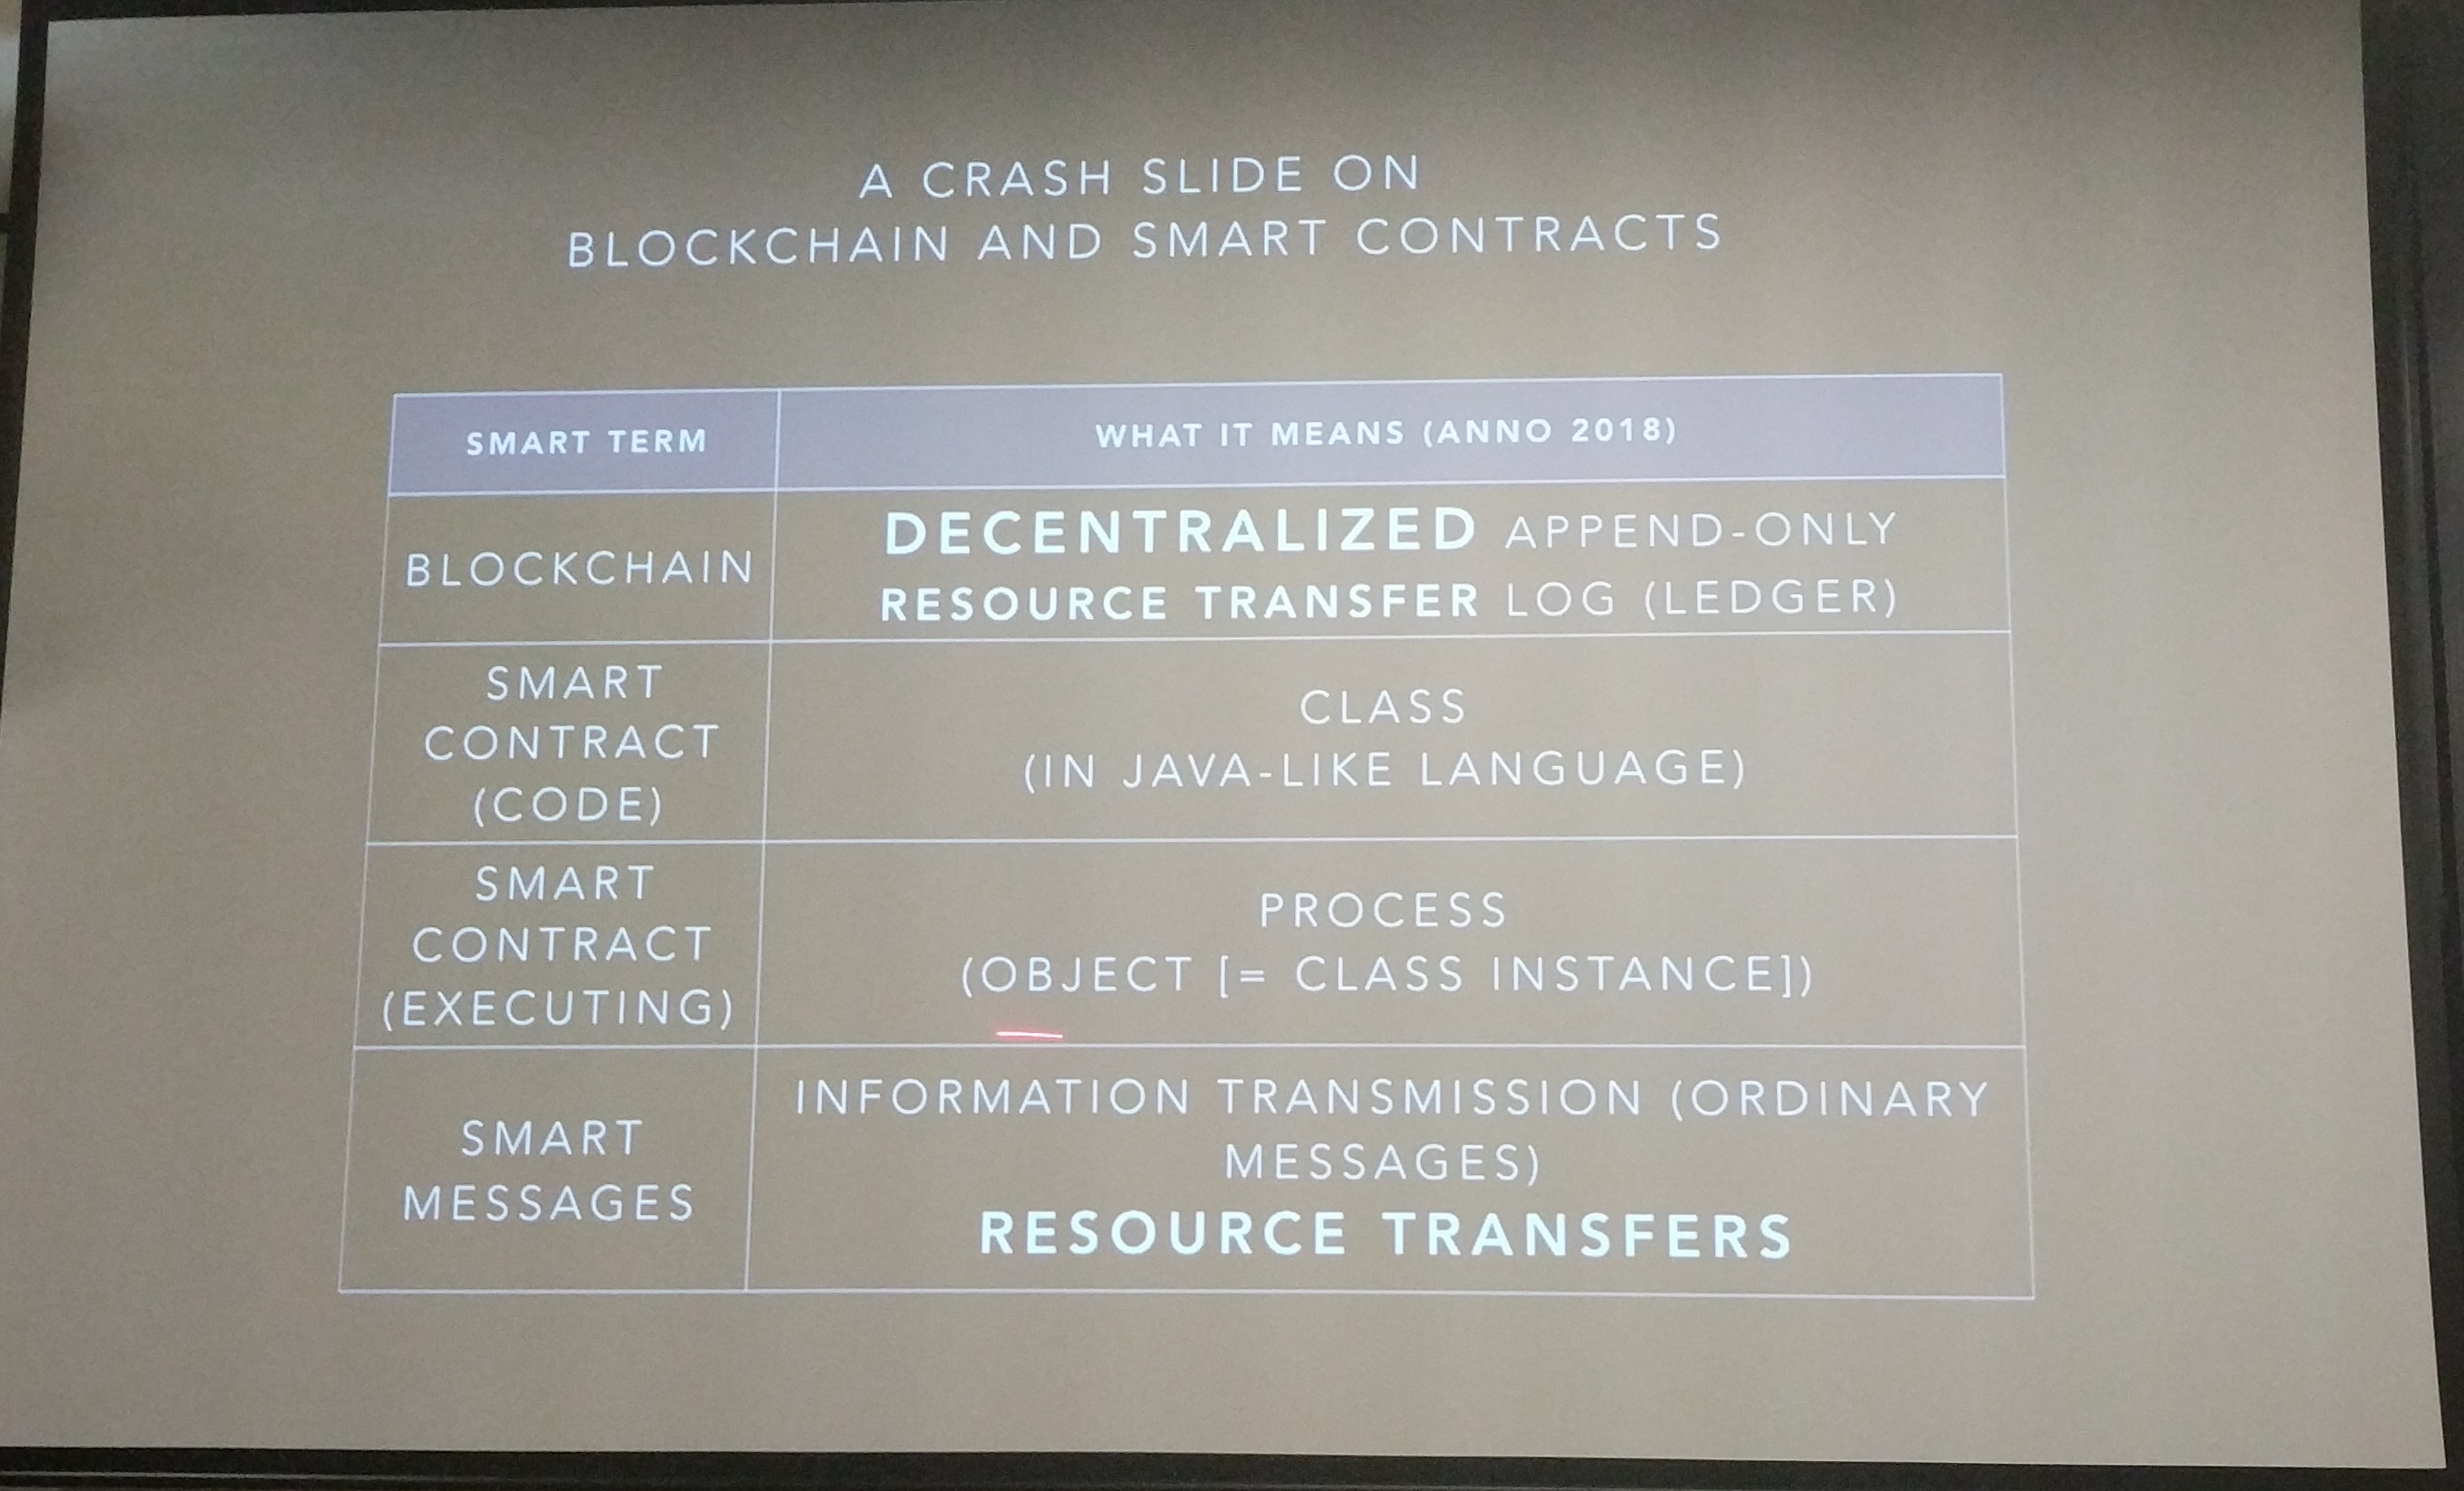 A CRASH SLIDE ON
BLOCKCHAIN AND SMART CONTRACTS
SMART TERM
WHAT IT MEANS (ANNO 2018)
BLOCKCHAIN
DECENTRALIZED APPEND-ONLY
RESOURCE TRANSFER LOG (LEDGER)
SMART
CONTRACT
(CODE)
CLASS
(IN JAVA-LIKE LANGUAGE)
SMART
CONTRACT
(EXECUTING)
PROCESS
(OBJECT [= CLASS INSTANCE])
SMART
MESSAGES
INFORMATION TRANSMISSION (ORDINARY
MESSAGES)
RESOURCE TRANSFERS